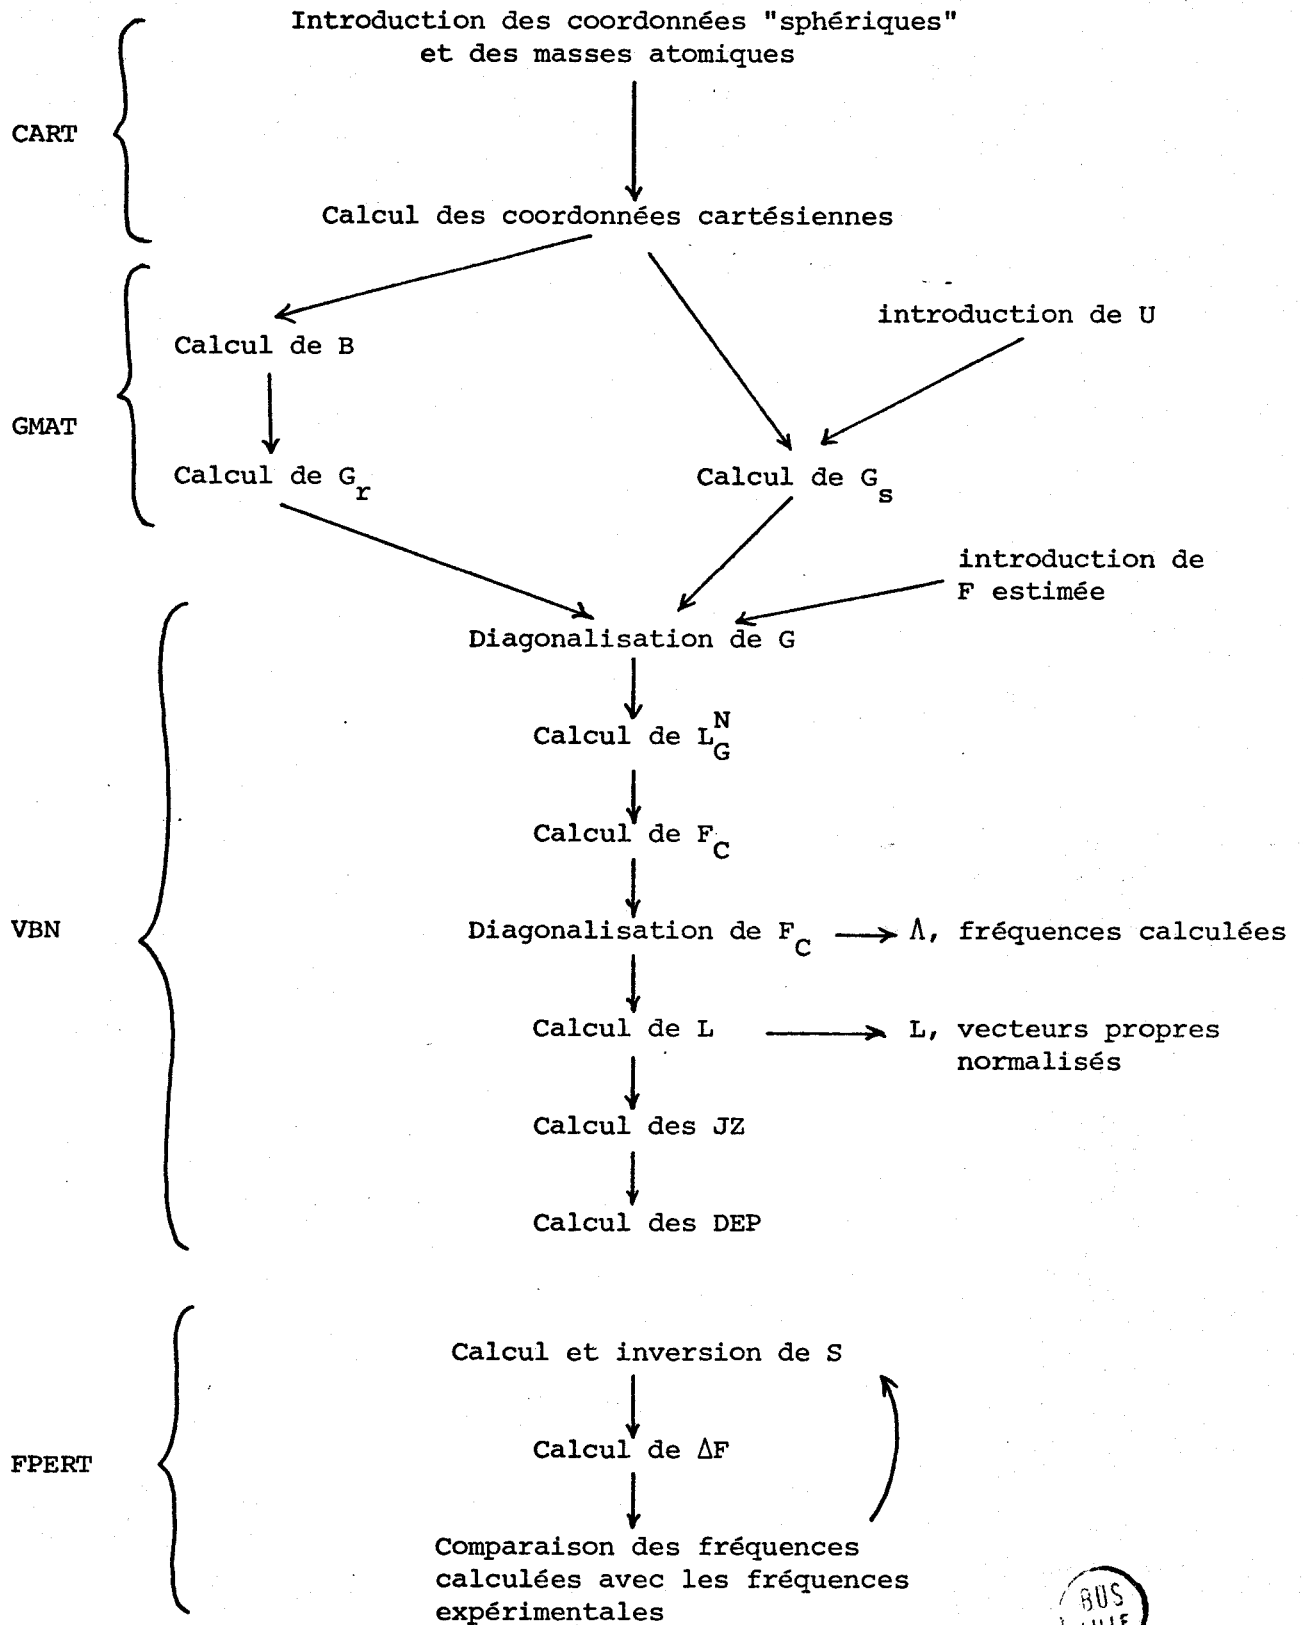 Introduction des coordonnées "sphériques"
et des masses atomiques
CART
Calcul des coordonnées cartésiennes
introduction de U
Calcul de B
GMAT
Calcul de G_r
Calcul de G_s
introduction de
F estimée
Diagonalisation de G
Calcul de L_G^N
Calcul de F_C
VBN
Diagonalisation de F_C → Λ, fréquences calculées
Calcul de L → L, vecteurs propres
normalisés
Calcul des JZ
Calcul des DEP
Calcul et inversion de S
Calcul de ΔF
FPERT
Comparaison des fréquences
calculées avec les fréquences
expérimentales
BUS